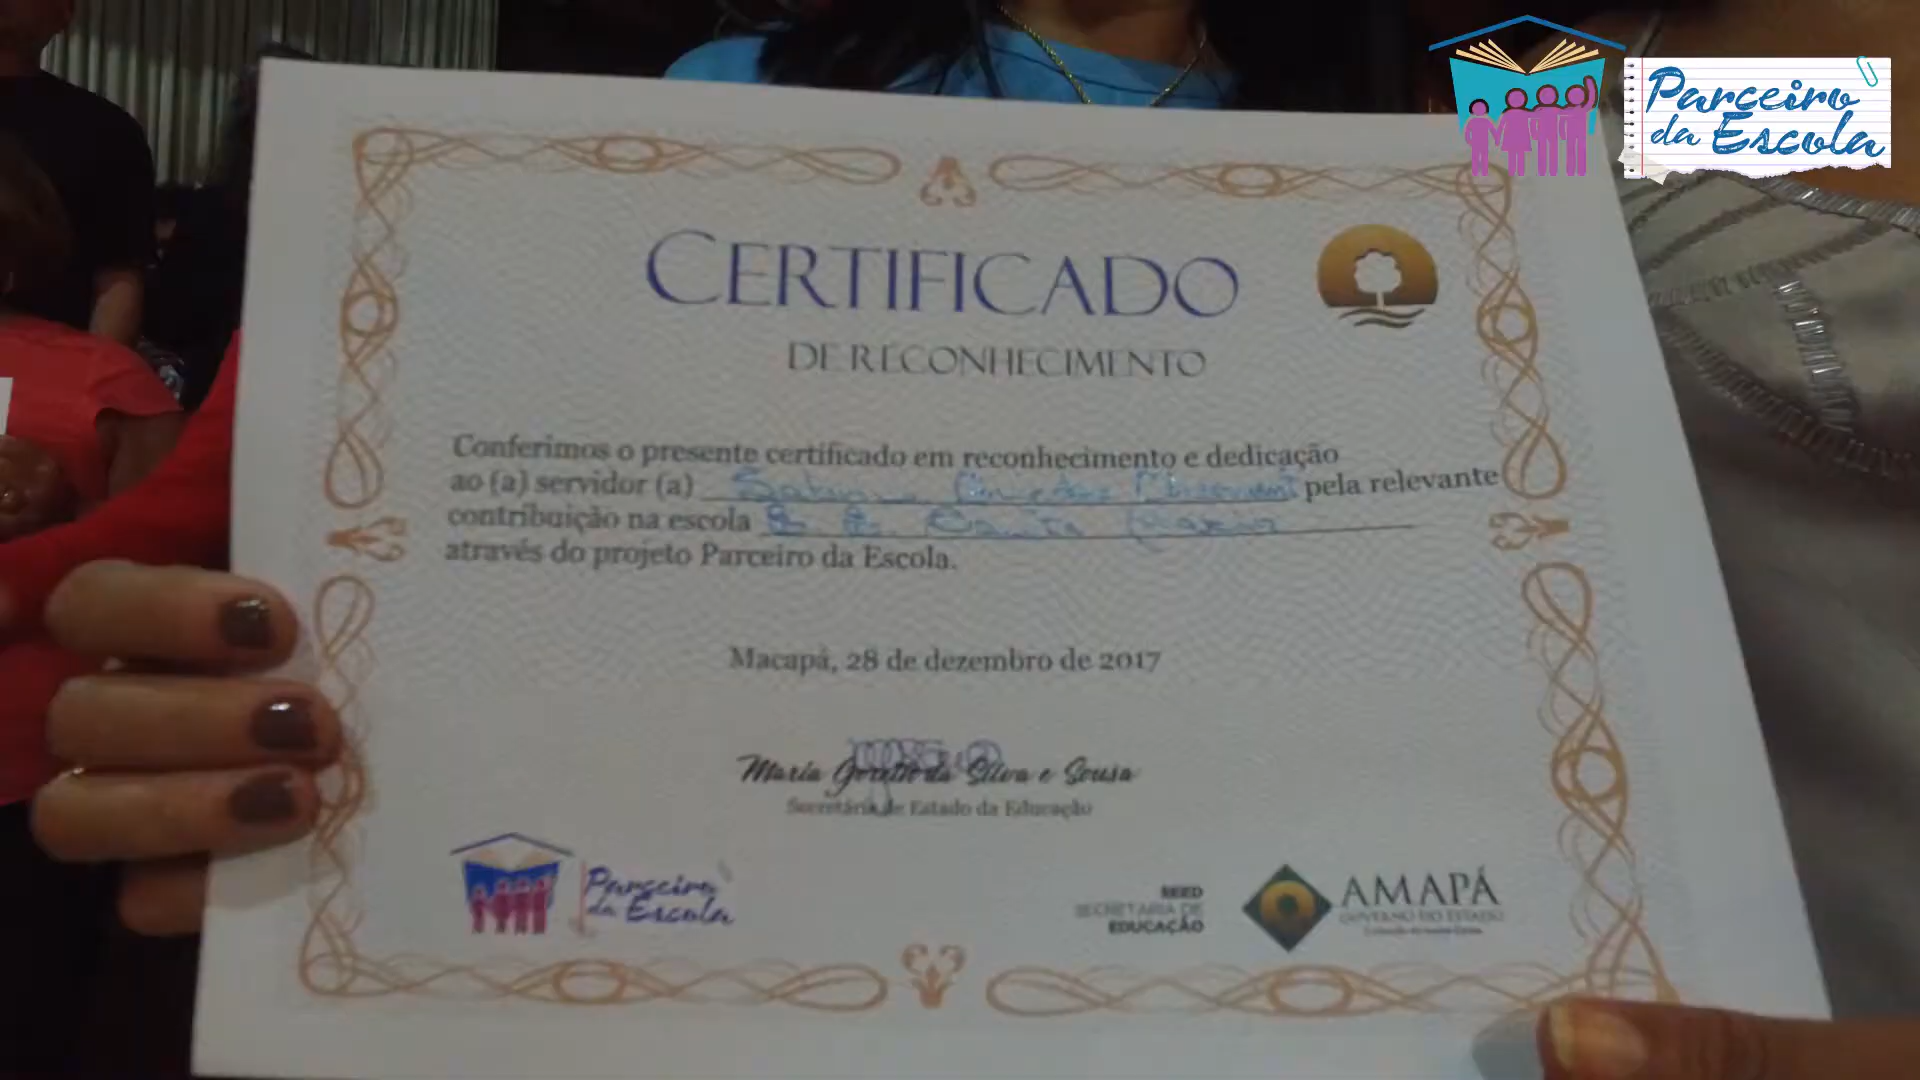 Parceiro
da Escola
CERTIFICADO
DE RECONHECIMENTO
Conferimos o presente certificado em reconhecimento e dedicação
ao (a) servidor (a) pela relevante
contribuição na escola E. E. Santa Maria
através do projeto Parceiro da Escola.
Macapá, 28 de dezembro de 2017
Maria Goretti da Silva e Sousa
Secretária de Estado da Educação
Parceiro
da Escola
SEED
SECRETARIA DE
EDUCAÇÃO
AMAPÁ
GOVERNO DO ESTADO